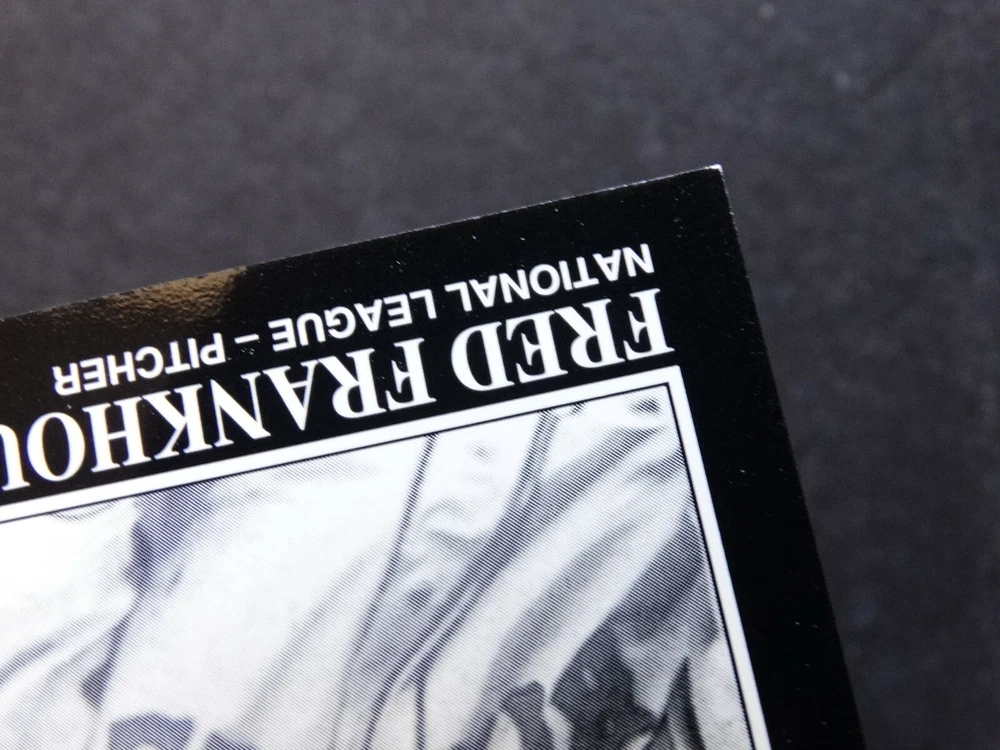 FRED FRANKHOU
NATIONAL LEAGUE – PITCHER